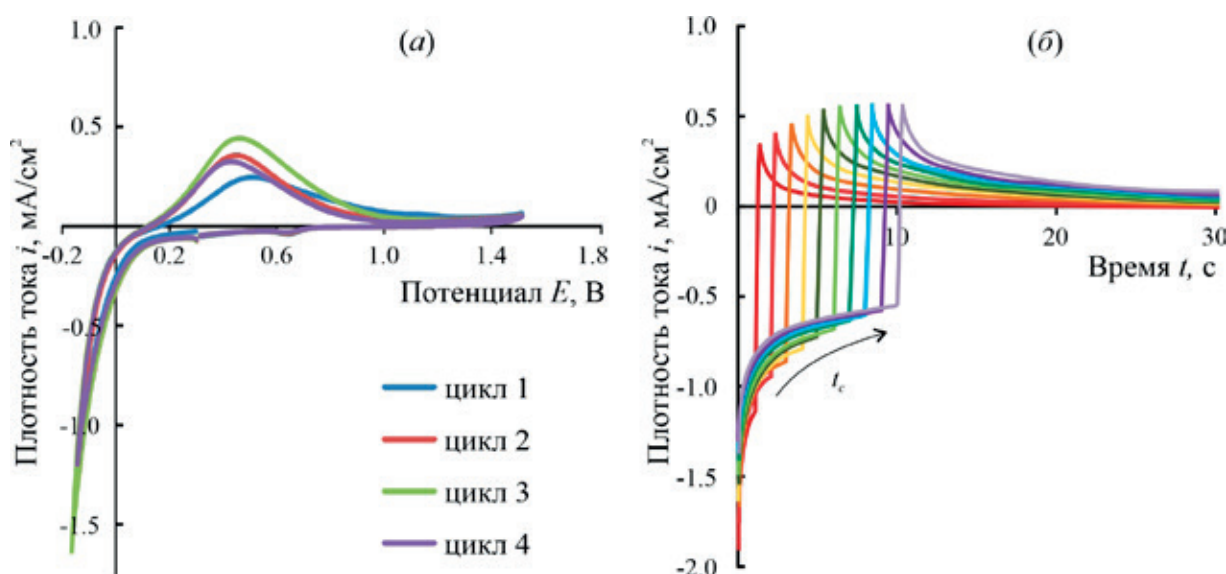 (а)
Плотность тока i, мА/см²
1.0
0.5
0
-0.5
-1.0
-1.5
-0.2
0.2
0.6
1.0
1.4
1.8
Потенциал E, В
цикл 1
цикл 2
цикл 3
цикл 4
(б)
Плотность тока i, мА/см²
1.0
0.5
0
-0.5
-1.0
-1.5
-2.0
10
20
30
Время t, с
tc